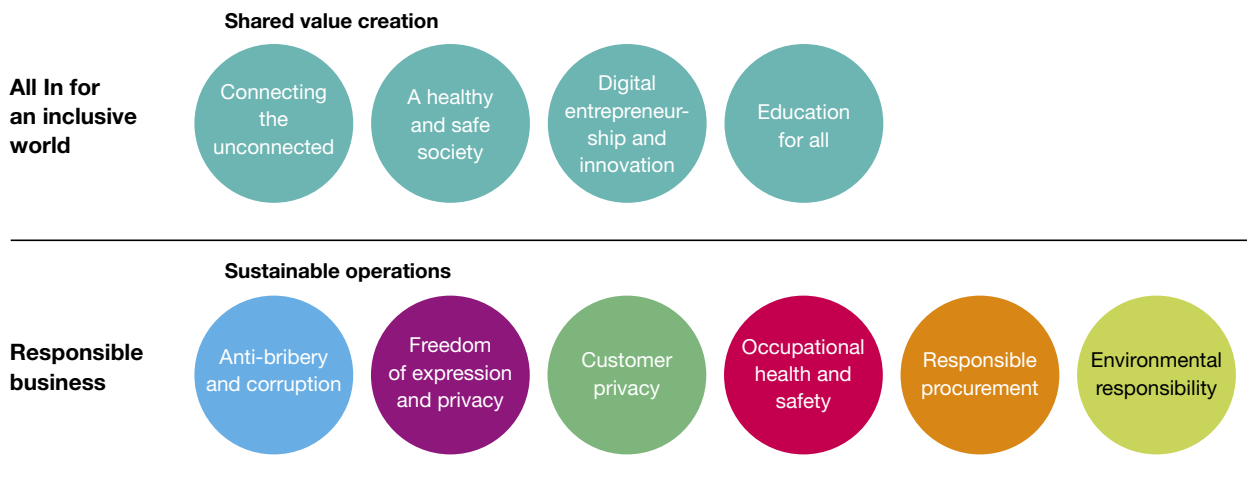 Shared value creation
All In for
an inclusive
world
Connecting
the
unconnected
A healthy
and safe
society
Digital
entrepreneur-
ship and
innovation
Education
for all
Sustainable operations
Responsible
business
Anti-bribery
and corruption
Freedom
of expression
and privacy
Customer
privacy
Occupational
health and
safety
Responsible
procurement
Environmental
responsibility